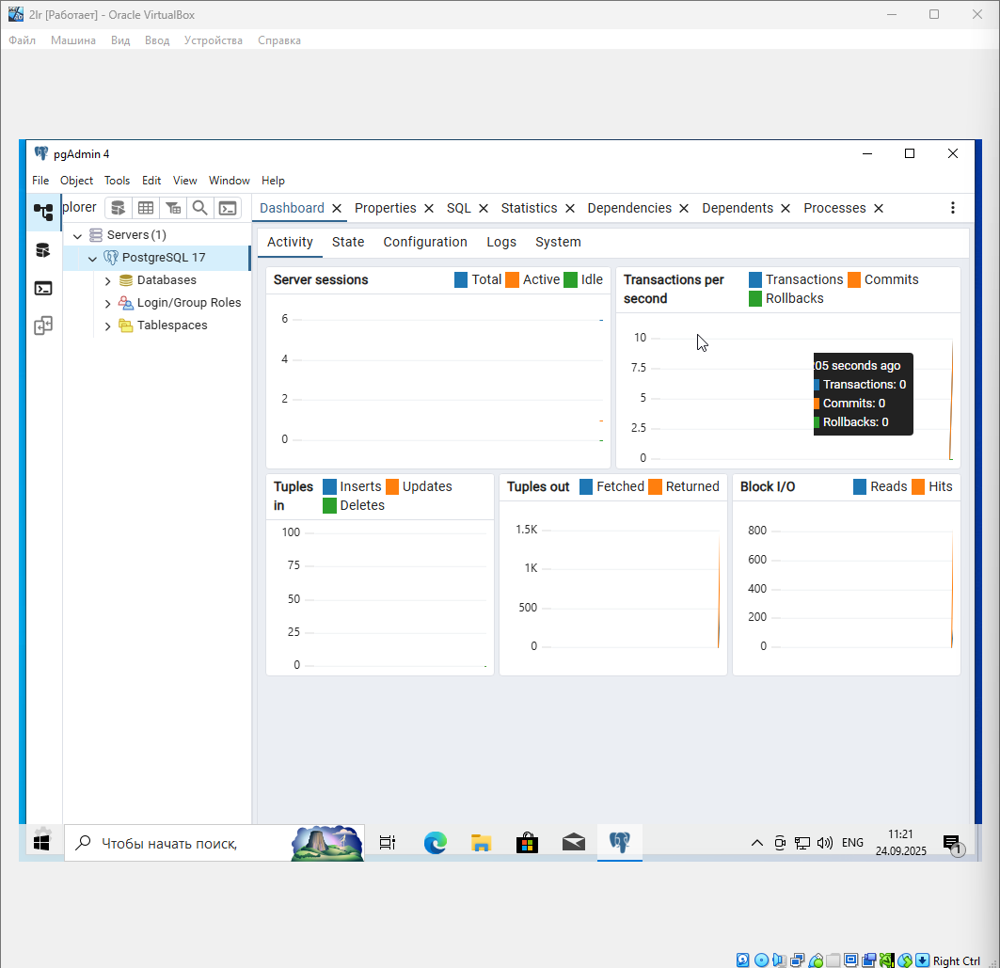 2lr [Работает] - Oracle VirtualBox
Файл Машина Вид Ввод Устройства Справка
pgAdmin 4
File Object Tools Edit View Window Help
plorer
Dashboard Properties SQL Statistics Dependencies Dependents Processes
Servers (1)
PostgreSQL 17
Databases
Login/Group Roles
Tablespaces
Activity State Configuration Logs System
Server sessions
Total Active Idle
6
4
2
0
Transactions per
second
Transactions Commits
Rollbacks
10
7.5
5
2.5
0
05 seconds ago
Transactions: 0
Commits: 0
Rollbacks: 0
Tuples
in
Inserts Updates
Deletes
100
75
50
25
0
Tuples out
Fetched Returned
1.5K
1K
500
0
Block I/O
Reads Hits
800
600
400
200
0
Чтобы начать поиск,
ENG
11:21
24.09.2025
1
Right Ctrl